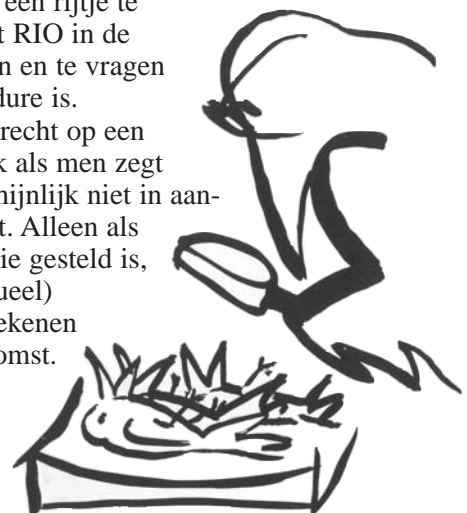 een rijtje te
t RIO in de
n en te vragen
dure is.
recht op een
k als men zegt
nijnlijk niet in aan-
t. Alleen als
ie gesteld is,
ueel)
ekenen
omst.